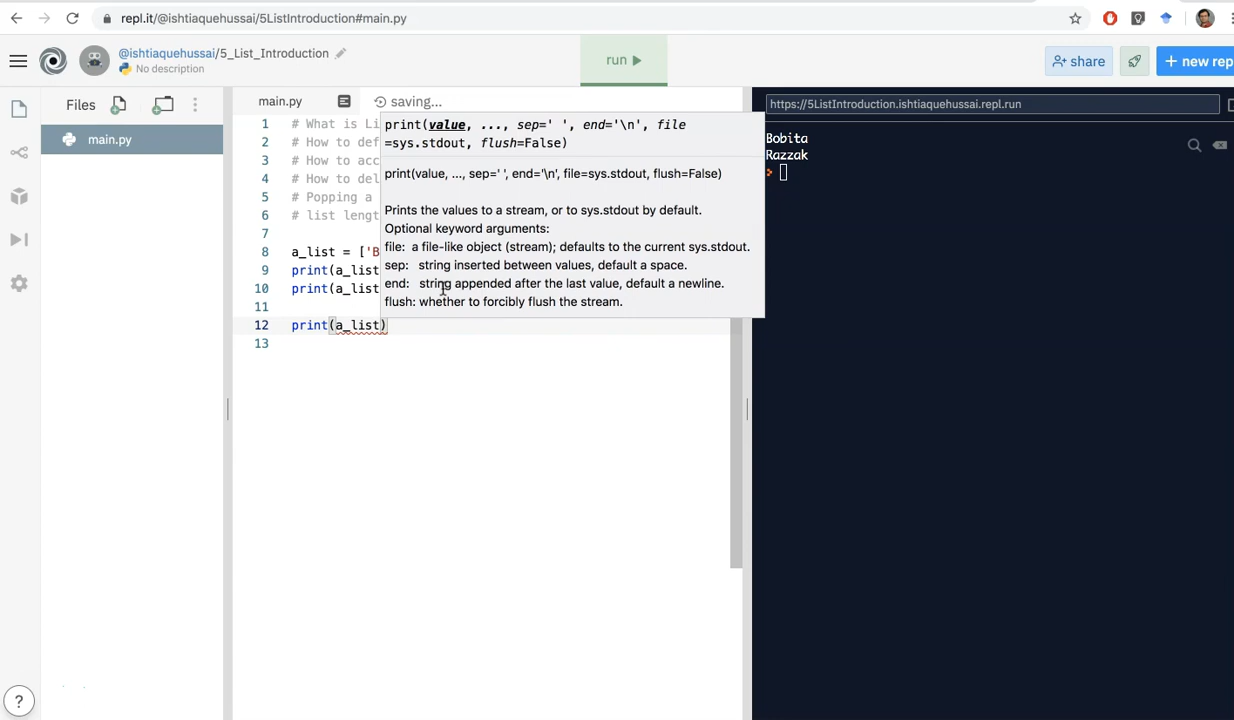 repl.it/@ishtiaquehussai/5ListIntroduction#main.py
@ishtiaquehussai/5_List_Introduction
No description
run
share
+ new rep
Files
main.py
main.py
saving...
1 # What is Li
2 # How to def
3 # How to acc
4 # How to del
5 # Popping a
6 # list lengt
7
8 a_list = ['B
9 print(a_list
10 print(a_list
11
12 print(a_list)
13
print(value, ..., sep=' ', end='\n', file
=sys.stdout, flush=False)
print(value, ..., sep=' ', end='\n', file=sys.stdout, flush=False)
Prints the values to a stream, or to sys.stdout by default.
Optional keyword arguments:
file: a file-like object (stream); defaults to the current sys.stdout.
sep: string inserted between values, default a space.
end: string appended after the last value, default a newline.
flush: whether to forcibly flush the stream.
https://5ListIntroduction.ishtiaquehussai.repl.run
Bobita
Razzak
?